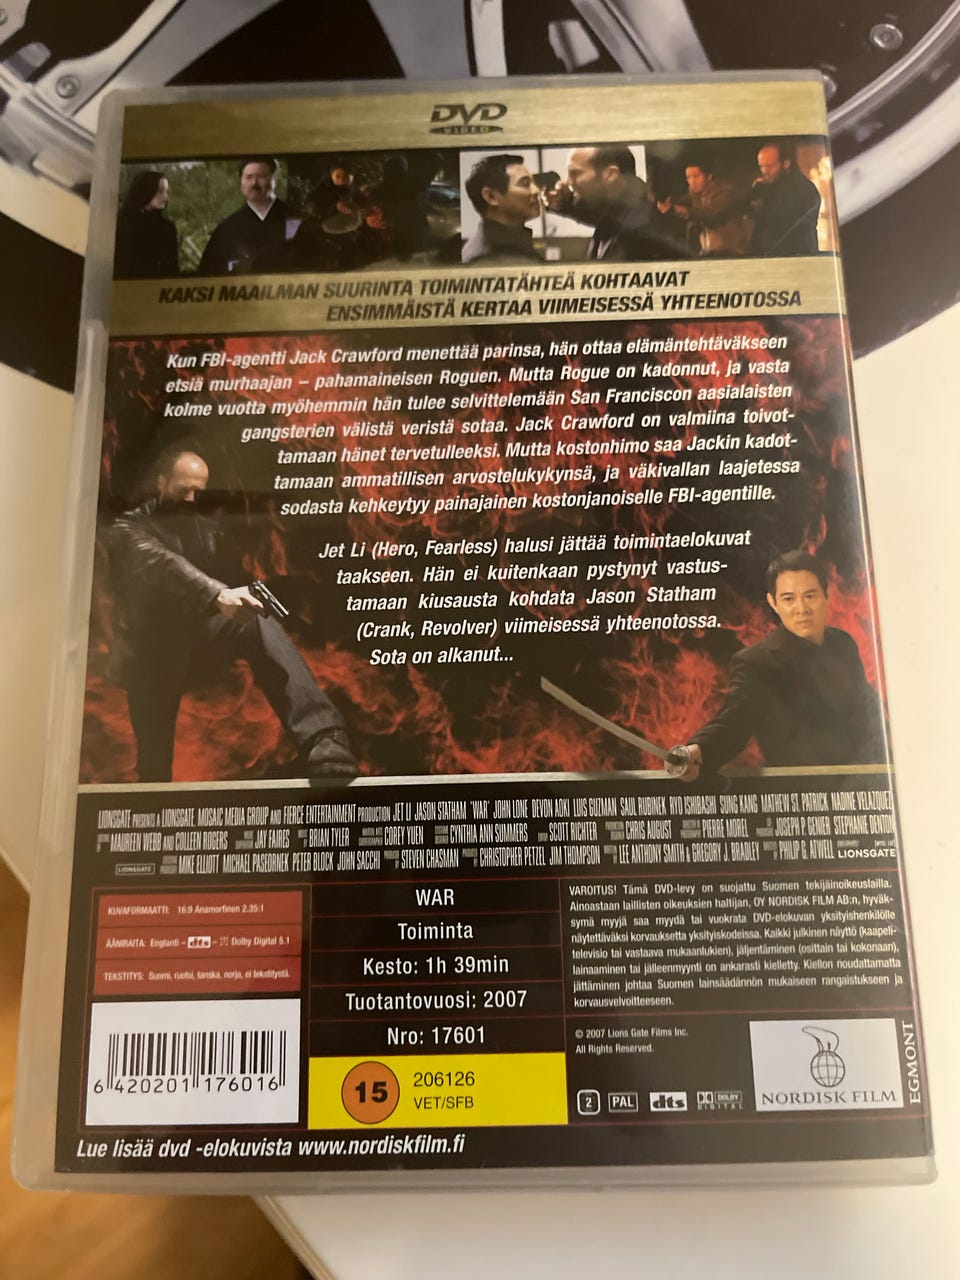 DVD
VIDEO
KAKSI MAAILMAN SUURINTA TOIMINTATÄHTEÄ KOHTAAVAT
ENSIMMÄISTÄ KERTAA VIIMEISESSÄ YHTEENOTOSSA
Kun FBI-agentti Jack Crawford menettää parinsa, hän ottaa elämäntehtäväkseen
etsiä murhaajan – pahamaineisen Roguen. Mutta Rogue on kadonnut, ja vasta
kolme vuotta myöhemmin hän tulee selvittelemään San Franciscon aasialaisten
gangsterien välistä veristä sotaa. Jack Crawford on valmiina toivot-
tamaan hänet tervetulleeksi. Mutta kostonhimo saa Jackin kadot-
tamaan ammatillisen arvostelukykynsä, ja väkivallan laajetessa
sodasta kehkeytyy painajainen kostonjanoiselle FBI-agentille.
Jet Li (Hero, Fearless) halusi jättää toimintaelokuvat
taakseen. Hän ei kuitenkaan pystynyt vastus-
tamaan kiusausta kohdata Jason Statham
(Crank, Revolver) viimeisessä yhteenotossa.
Sota on alkanut...
LIONSGATE PRESENTS A LIONSGATE, MOSAIC MEDIA GROUP AND FIERCE ENTERTAINMENT PRODUCTION JET LI JASON STATHAM 'WAR' JOHN LONE DEVON AOKI LUIS GUZMAN SAUL RUBINEK RYO ISHIBASHI SUNG KANG MATHEW ST. PATRICK NADINE VELAZQUEZ
MAUREEN WEBB AND COLLEEN ROGERS JAY FAIRES BRIAN TYLER COREY YUEN CYNTHIA ANN SUMMERS SCOTT RICHTER CHRIS AUGUST PIERRE MOREL JOSEPH P. GENIER STEPHANIE DENTON
LIONSGATE MIKE ELLIOTT MICHAEL PASEORNEK PETER BLOCK JOHN SACCHI STEVEN CHASMAN CHRISTOPHER PETZEL JIM THOMPSON LEE ANTHONY SMITH & GREGORY J. BRADLEY PHILIP G. ATWELL LIONSGATE
KUVAFORMAATTI: 16:9 Anamorfinen 2.35:1
ÄÄNIRAITA: Englanti – dts – Dolby Digital 5.1
TEKSTITYS: Suomi, ruotsi, tanska, norja, ei tekstitystä.
WAR
Toiminta
Kesto: 1h 39min
Tuotantovuosi: 2007
Nro: 17601
15 206126
VET/SFB
6 420201 176016
VAROITUS! Tämä DVD-levy on suojattu Suomen tekijäinoikeuslailla.
Ainoastaan laillisten oikeuksien haltijan, OY NORDISK FILM AB:n, hyväk-
symä myyjä saa myydä tai vuokrata DVD-elokuvan yksityishenkilölle
näytettäväksi korvauksetta yksityiskodeissa. Kaikki julkinen näyttö (kaapeli-
televisio tai vastaava mukaanlukien), jäljentäminen (osittain tai kokonaan),
lainaaminen tai jälleenmyynti on ankarasti kielletty. Kiellon noudattamatta
jättäminen johtaa Suomen lainsäädännön mukaiseen rangaistukseen ja
korvausvelvoitteeseen.
© 2007 Lions Gate Films Inc.
All Rights Reserved.
2 PAL dts DOLBY
DIGITAL
NORDISK FILM
EGMONT
Lue lisää dvd -elokuvista www.nordiskfilm.fi